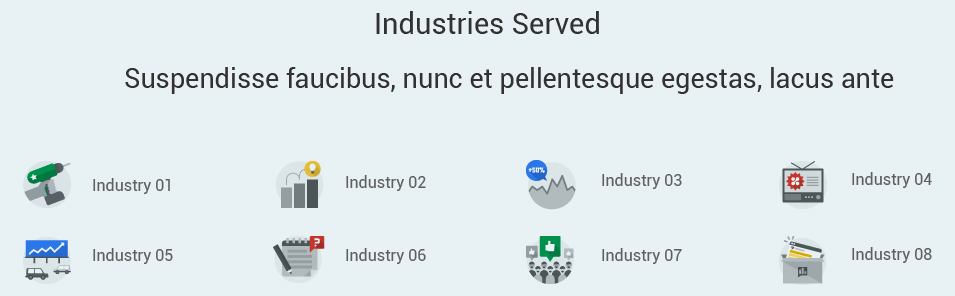 Industries Served
Suspendisse faucibus, nunc et pellentesque egestas, lacus ante
Industry 01
Industry 02
+50%
Industry 03
Industry 04
Industry 05
?
Industry 06
Industry 07
Industry 08